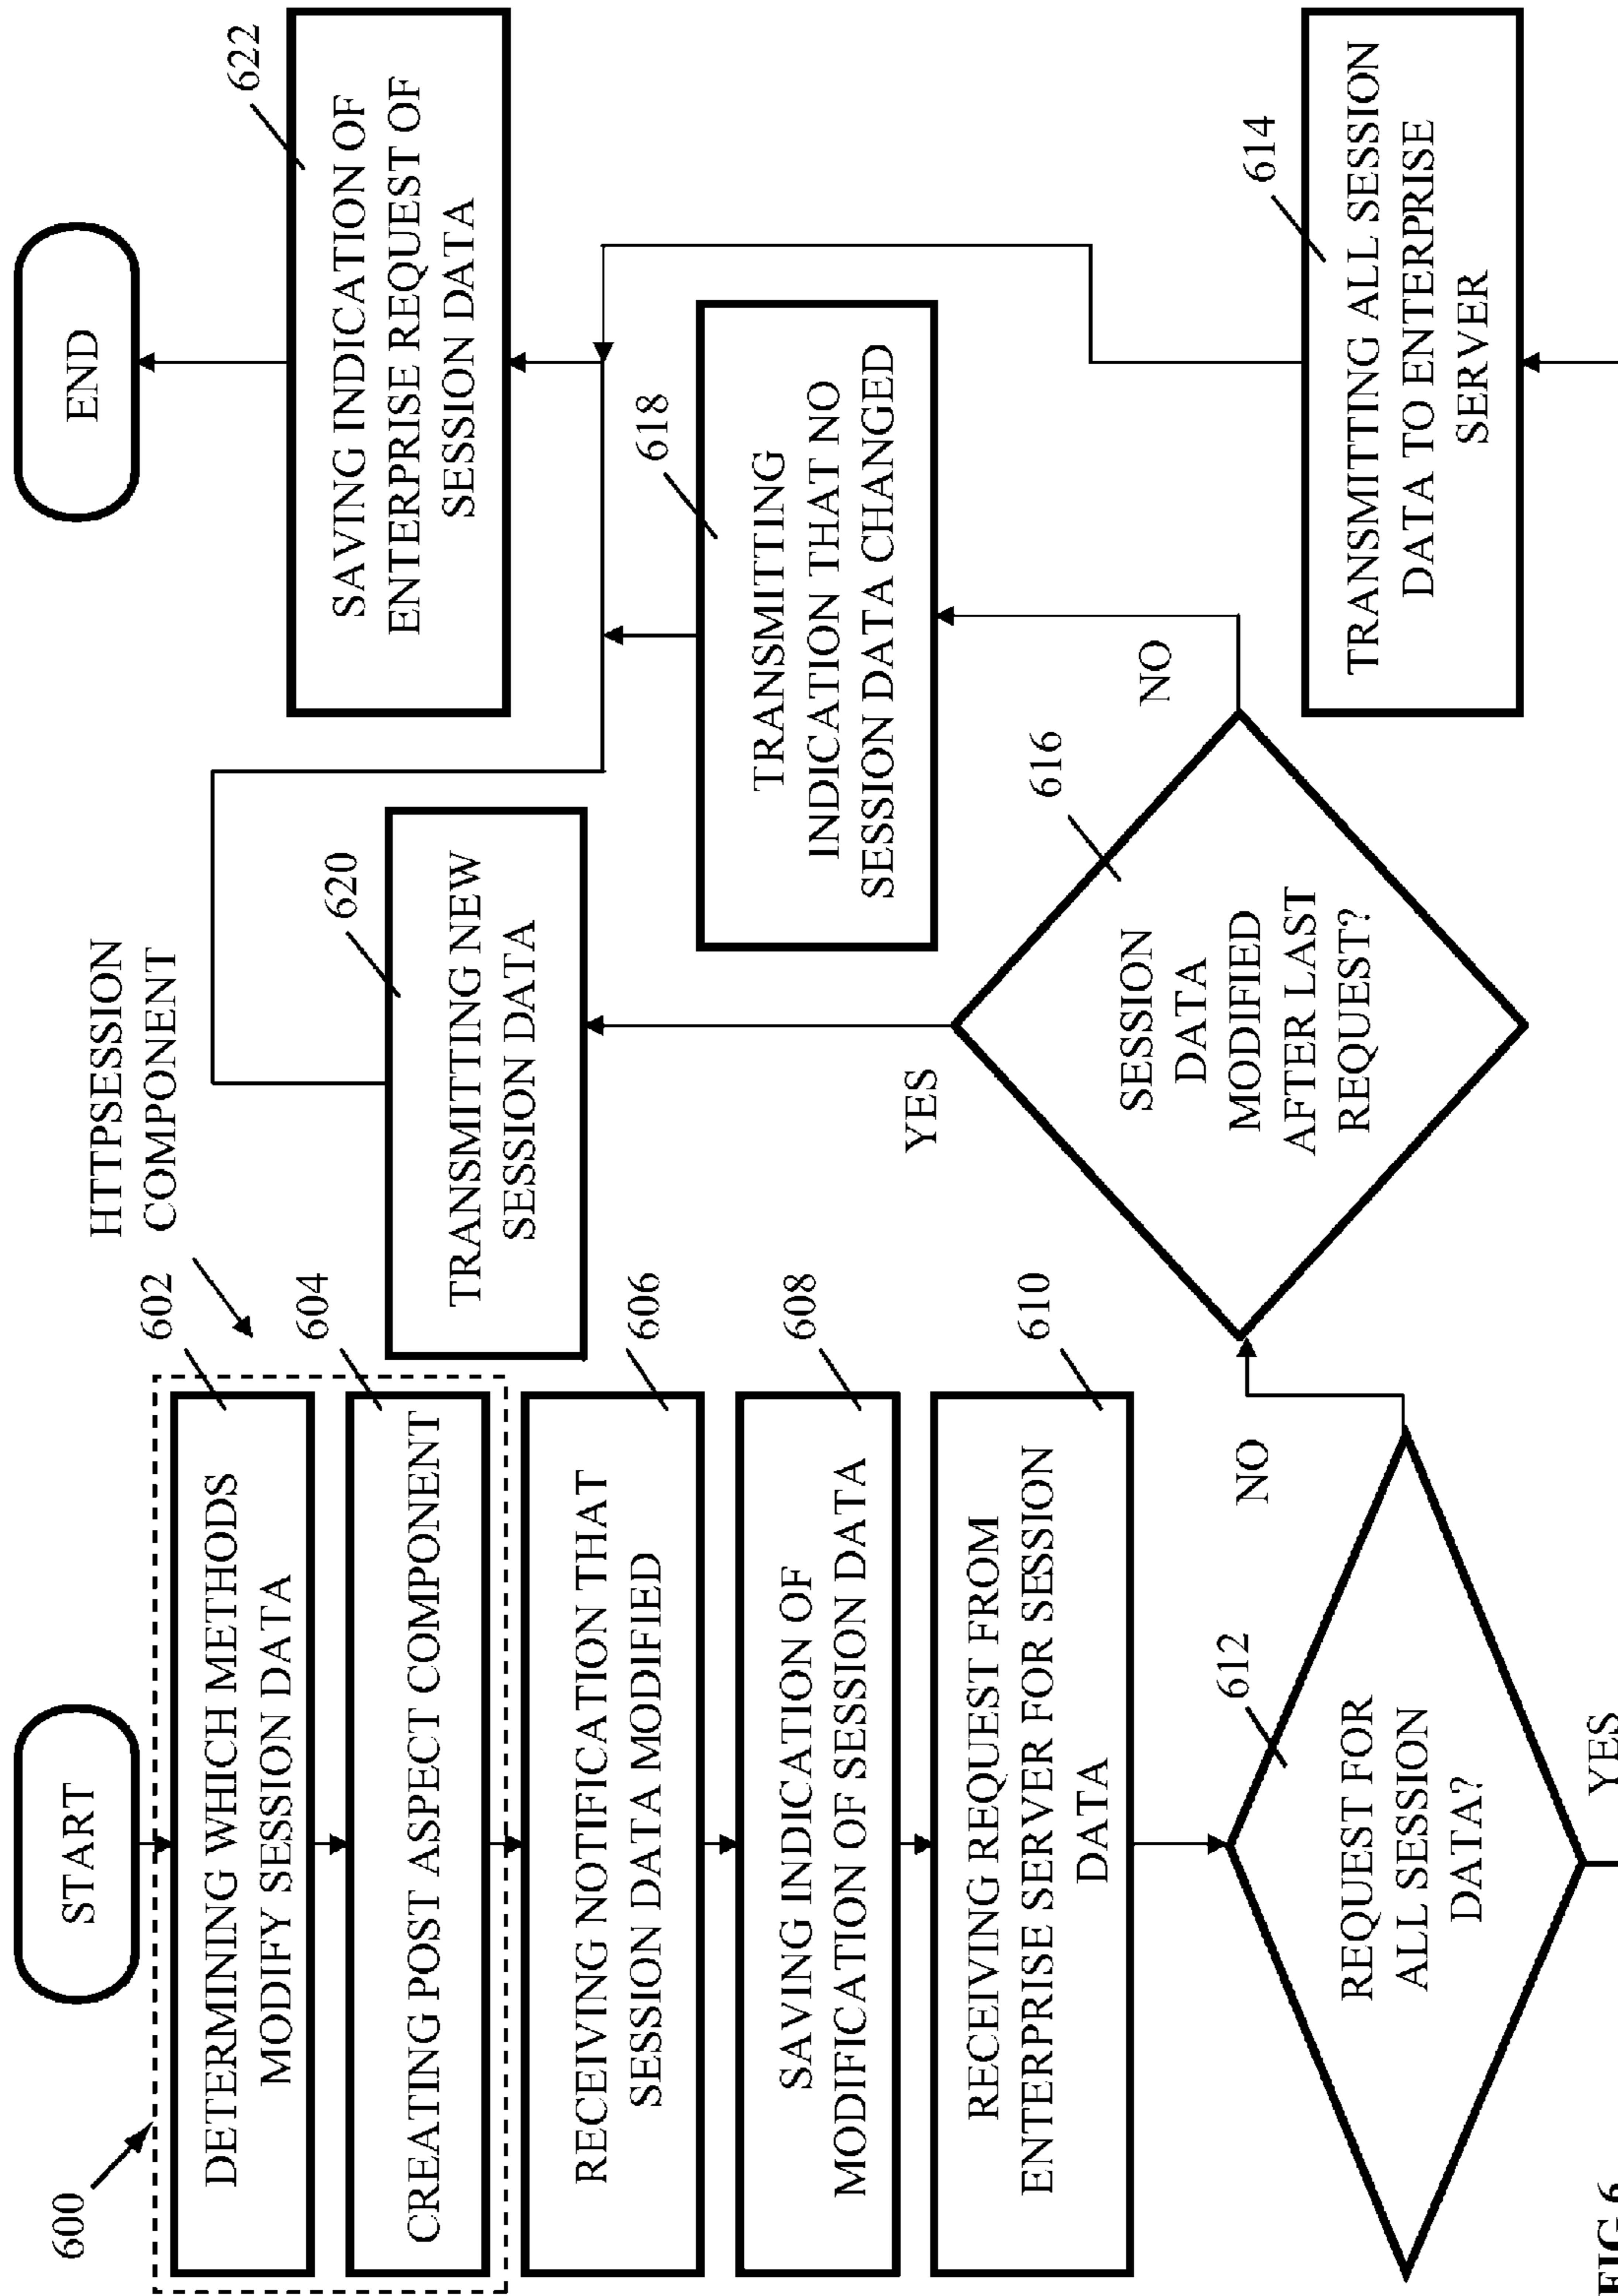 600
START
HTTPSESSION
COMPONENT
602
DETERMINING WHICH METHODS
MODIFY SESSION DATA
604
CREATING POST ASPECT COMPONENT
606
RECEIVING NOTIFICATION THAT
SESSION DATA MODIFIED
608
SAVING INDICATION OF
MODIFICATION OF SESSION DATA
610
RECEIVING REQUEST FROM
ENTERPRISE SERVER FOR SESSION
DATA
612
REQUEST FOR
ALL SESSION
DATA?
NO
YES
616
SESSION
DATA
MODIFIED
AFTER LAST
REQUEST?
YES
NO
620
TRANSMITTING NEW
SESSION DATA
618
TRANSMITTING
INDICATION THAT NO
SESSION DATA CHANGED
614
TRANSMITTING ALL SESSION
DATA TO ENTERPRISE
SERVER
622
SAVING INDICATION OF
ENTERPRISE REQUEST OF
SESSION DATA
END
FIG 6